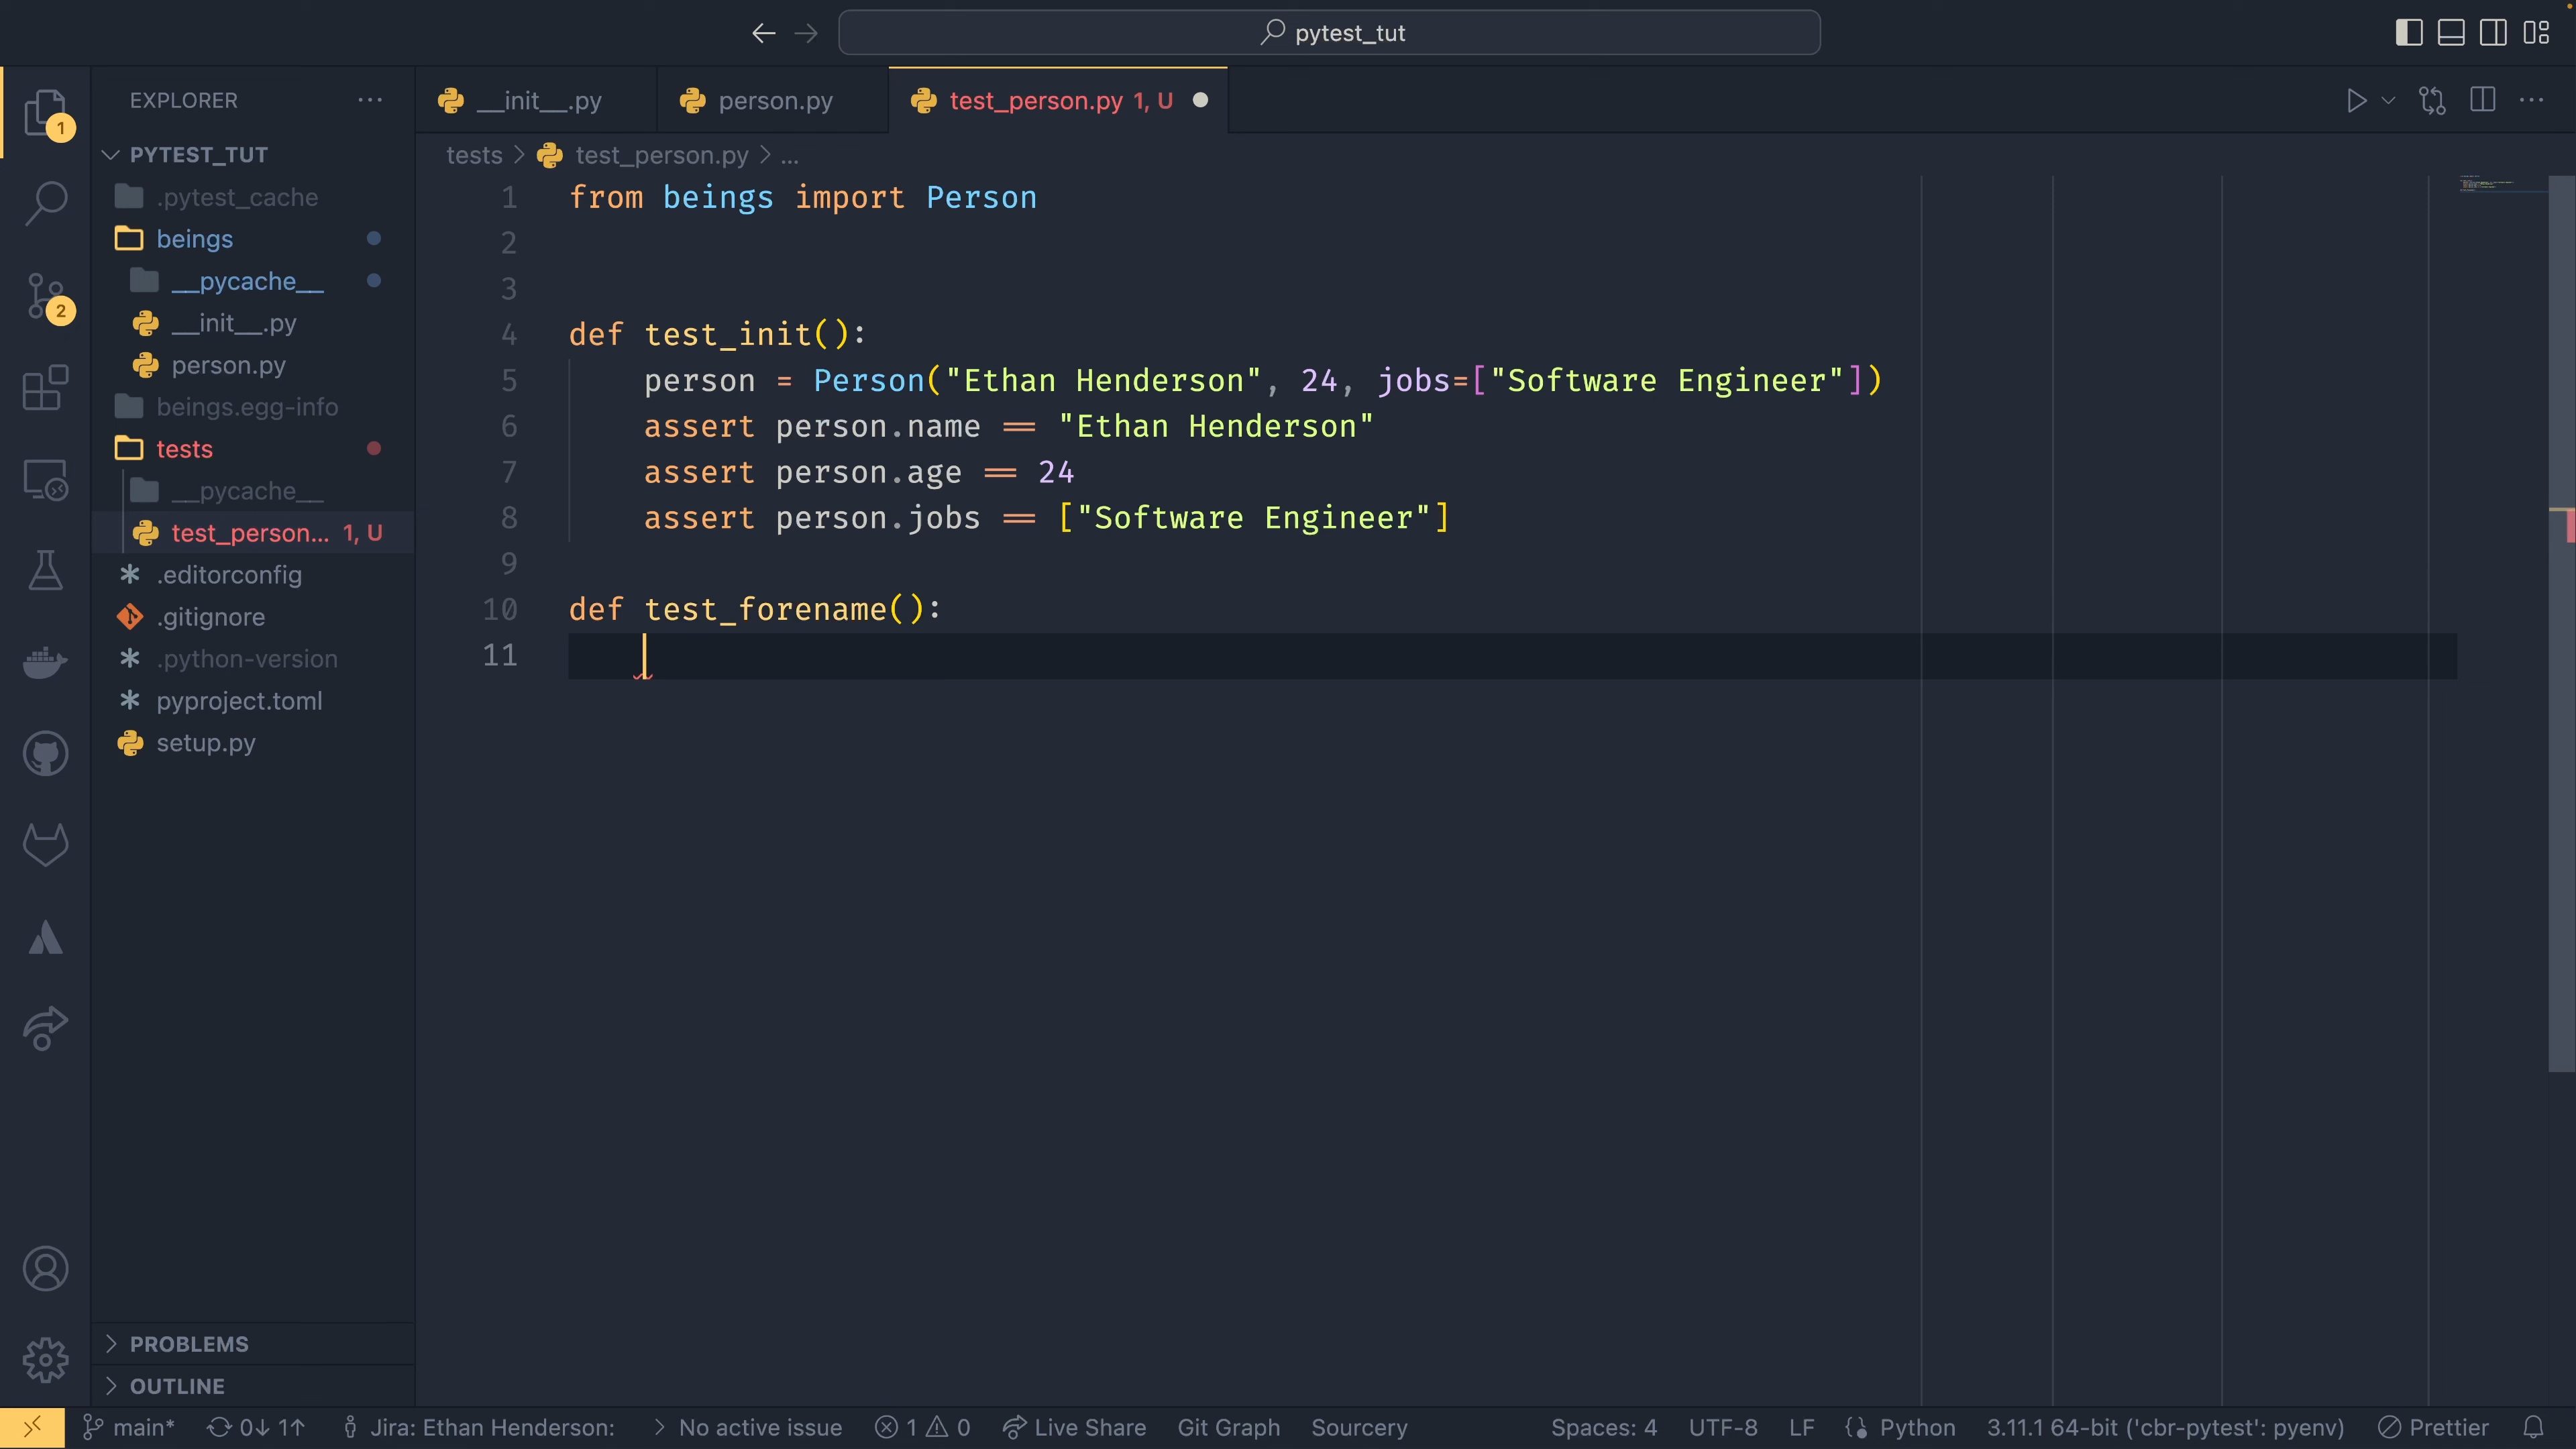 pytest_tut
EXPLORER
__init__.py
person.py
test_person.py 1, U
PYTEST_TUT
tests > test_person.py > ...
.pytest_cache
beings
__pycache__
__init__.py
person.py
beings.egg-info
tests
__pycache__
test_person... 1, U
.editorconfig
.gitignore
.python-version
pyproject.toml
setup.py
1
2
1 from beings import Person
2
3
4 def test_init():
5     person = Person("Ethan Henderson", 24, jobs=["Software Engineer"])
6     assert person.name == "Ethan Henderson"
7     assert person.age == 24
8     assert person.jobs == ["Software Engineer"]
9
10 def test_forename():
11
PROBLEMS
OUTLINE
main* 0↓ 1↑ Jira: Ethan Henderson: > No active issue 1 0 Live Share Git Graph Sourcery Spaces: 4 UTF-8 LF Python 3.11.1 64-bit ('cbr-pytest': pyenv) Prettier